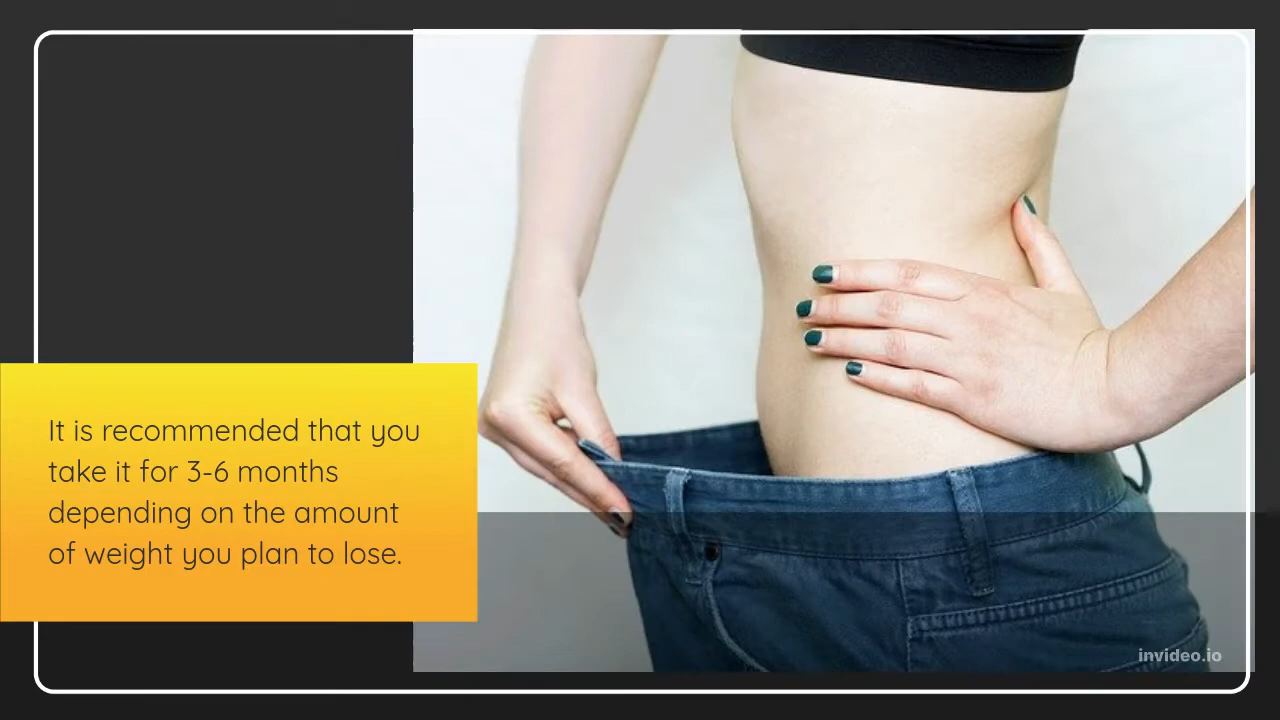 It is recommended that you
take it for 3-6 months
depending on the amount
of weight you plan to lose.
invideo.io